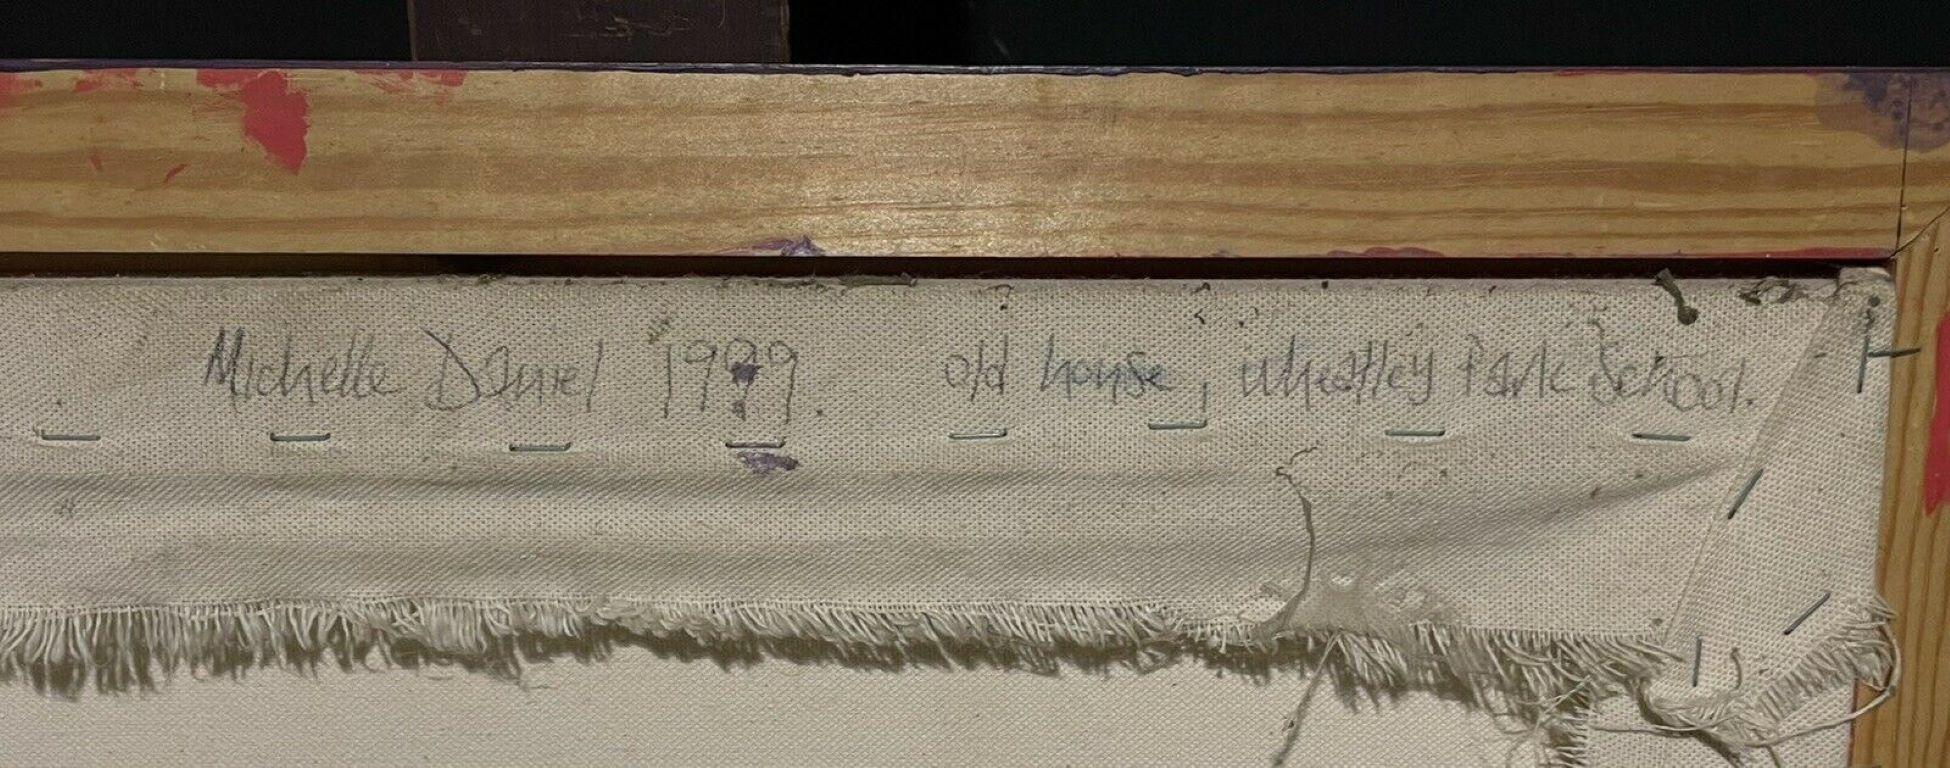 Michelle Daniel 1999. old house, Wheatley Park School.